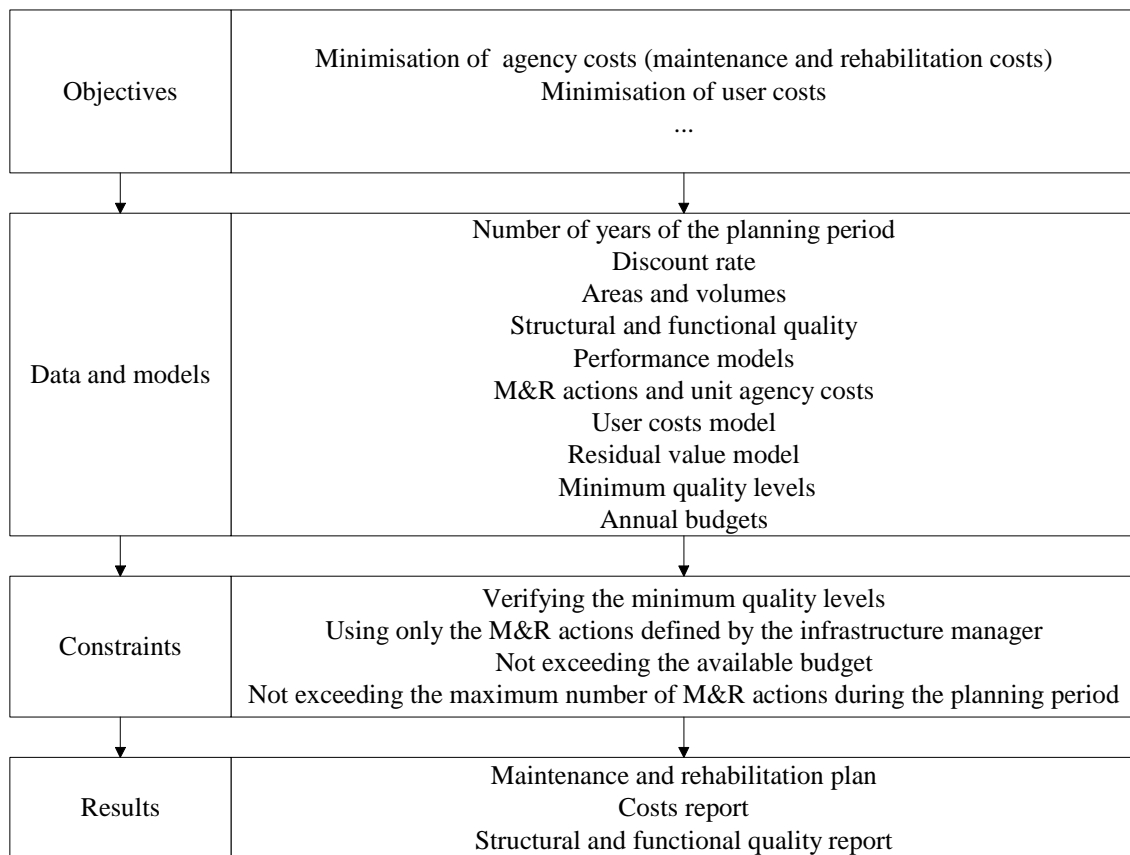 Objectives
Minimisation of agency costs (maintenance and rehabilitation costs)
Minimisation of user costs
...
Data and models
Number of years of the planning period
Discount rate
Areas and volumes
Structural and functional quality
Performance models
M&R actions and unit agency costs
User costs model
Residual value model
Minimum quality levels
Annual budgets
Constraints
Verifying the minimum quality levels
Using only the M&R actions defined by the infrastructure manager
Not exceeding the available budget
Not exceeding the maximum number of M&R actions during the planning period
Results
Maintenance and rehabilitation plan
Costs report
Structural and functional quality report